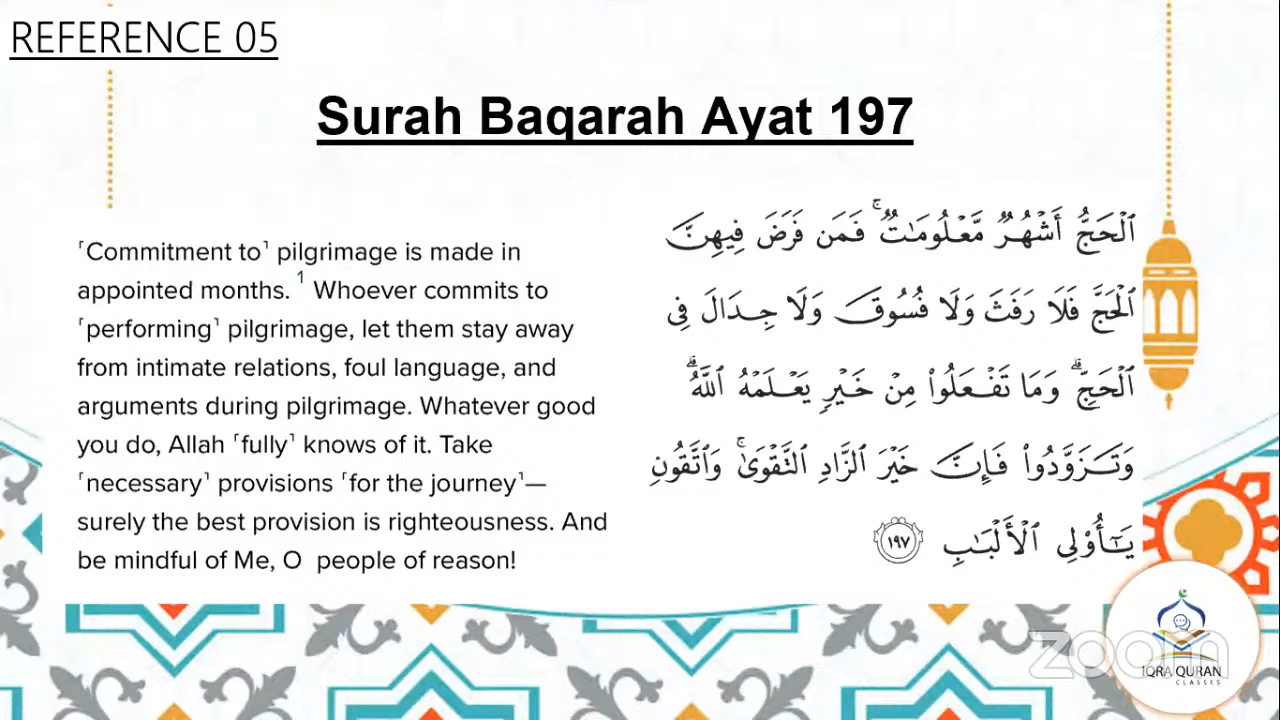 REFERENCE 05
Surah Baqarah Ayat 197
⸢Commitment to⸣ pilgrimage is made in
appointed months. ¹ Whoever commits to
⸢performing⸣ pilgrimage, let them stay away
from intimate relations, foul language, and
arguments during pilgrimage. Whatever good
you do, Allah ⸢fully⸣ knows of it. Take
⸢necessary⸣ provisions ⸢for the journey⸣—
surely the best provision is righteousness. And
be mindful of Me, O people of reason!
ٱلْحَجُّ أَشْهُرٌ مَّعْلُومَـٰتٌ ۚ فَمَن فَرَضَ فِيهِنَّ
ٱلْحَجَّ فَلَا رَفَثَ وَلَا فُسُوقَ وَلَا جِدَالَ فِى
ٱلْحَجِّ ۗ وَمَا تَفْعَلُوا۟ مِنْ خَيْرٍ يَعْلَمْهُ ٱللَّهُ ۗ
وَتَزَوَّدُوا۟ فَإِنَّ خَيْرَ ٱلزَّادِ ٱلتَّقْوَىٰ ۚ وَٱتَّقُونِ
يَـٰٓأُو۟لِى ٱلْأَلْبَـٰبِ ١٩٧
zoom
IQRA QURAN
CLASSES